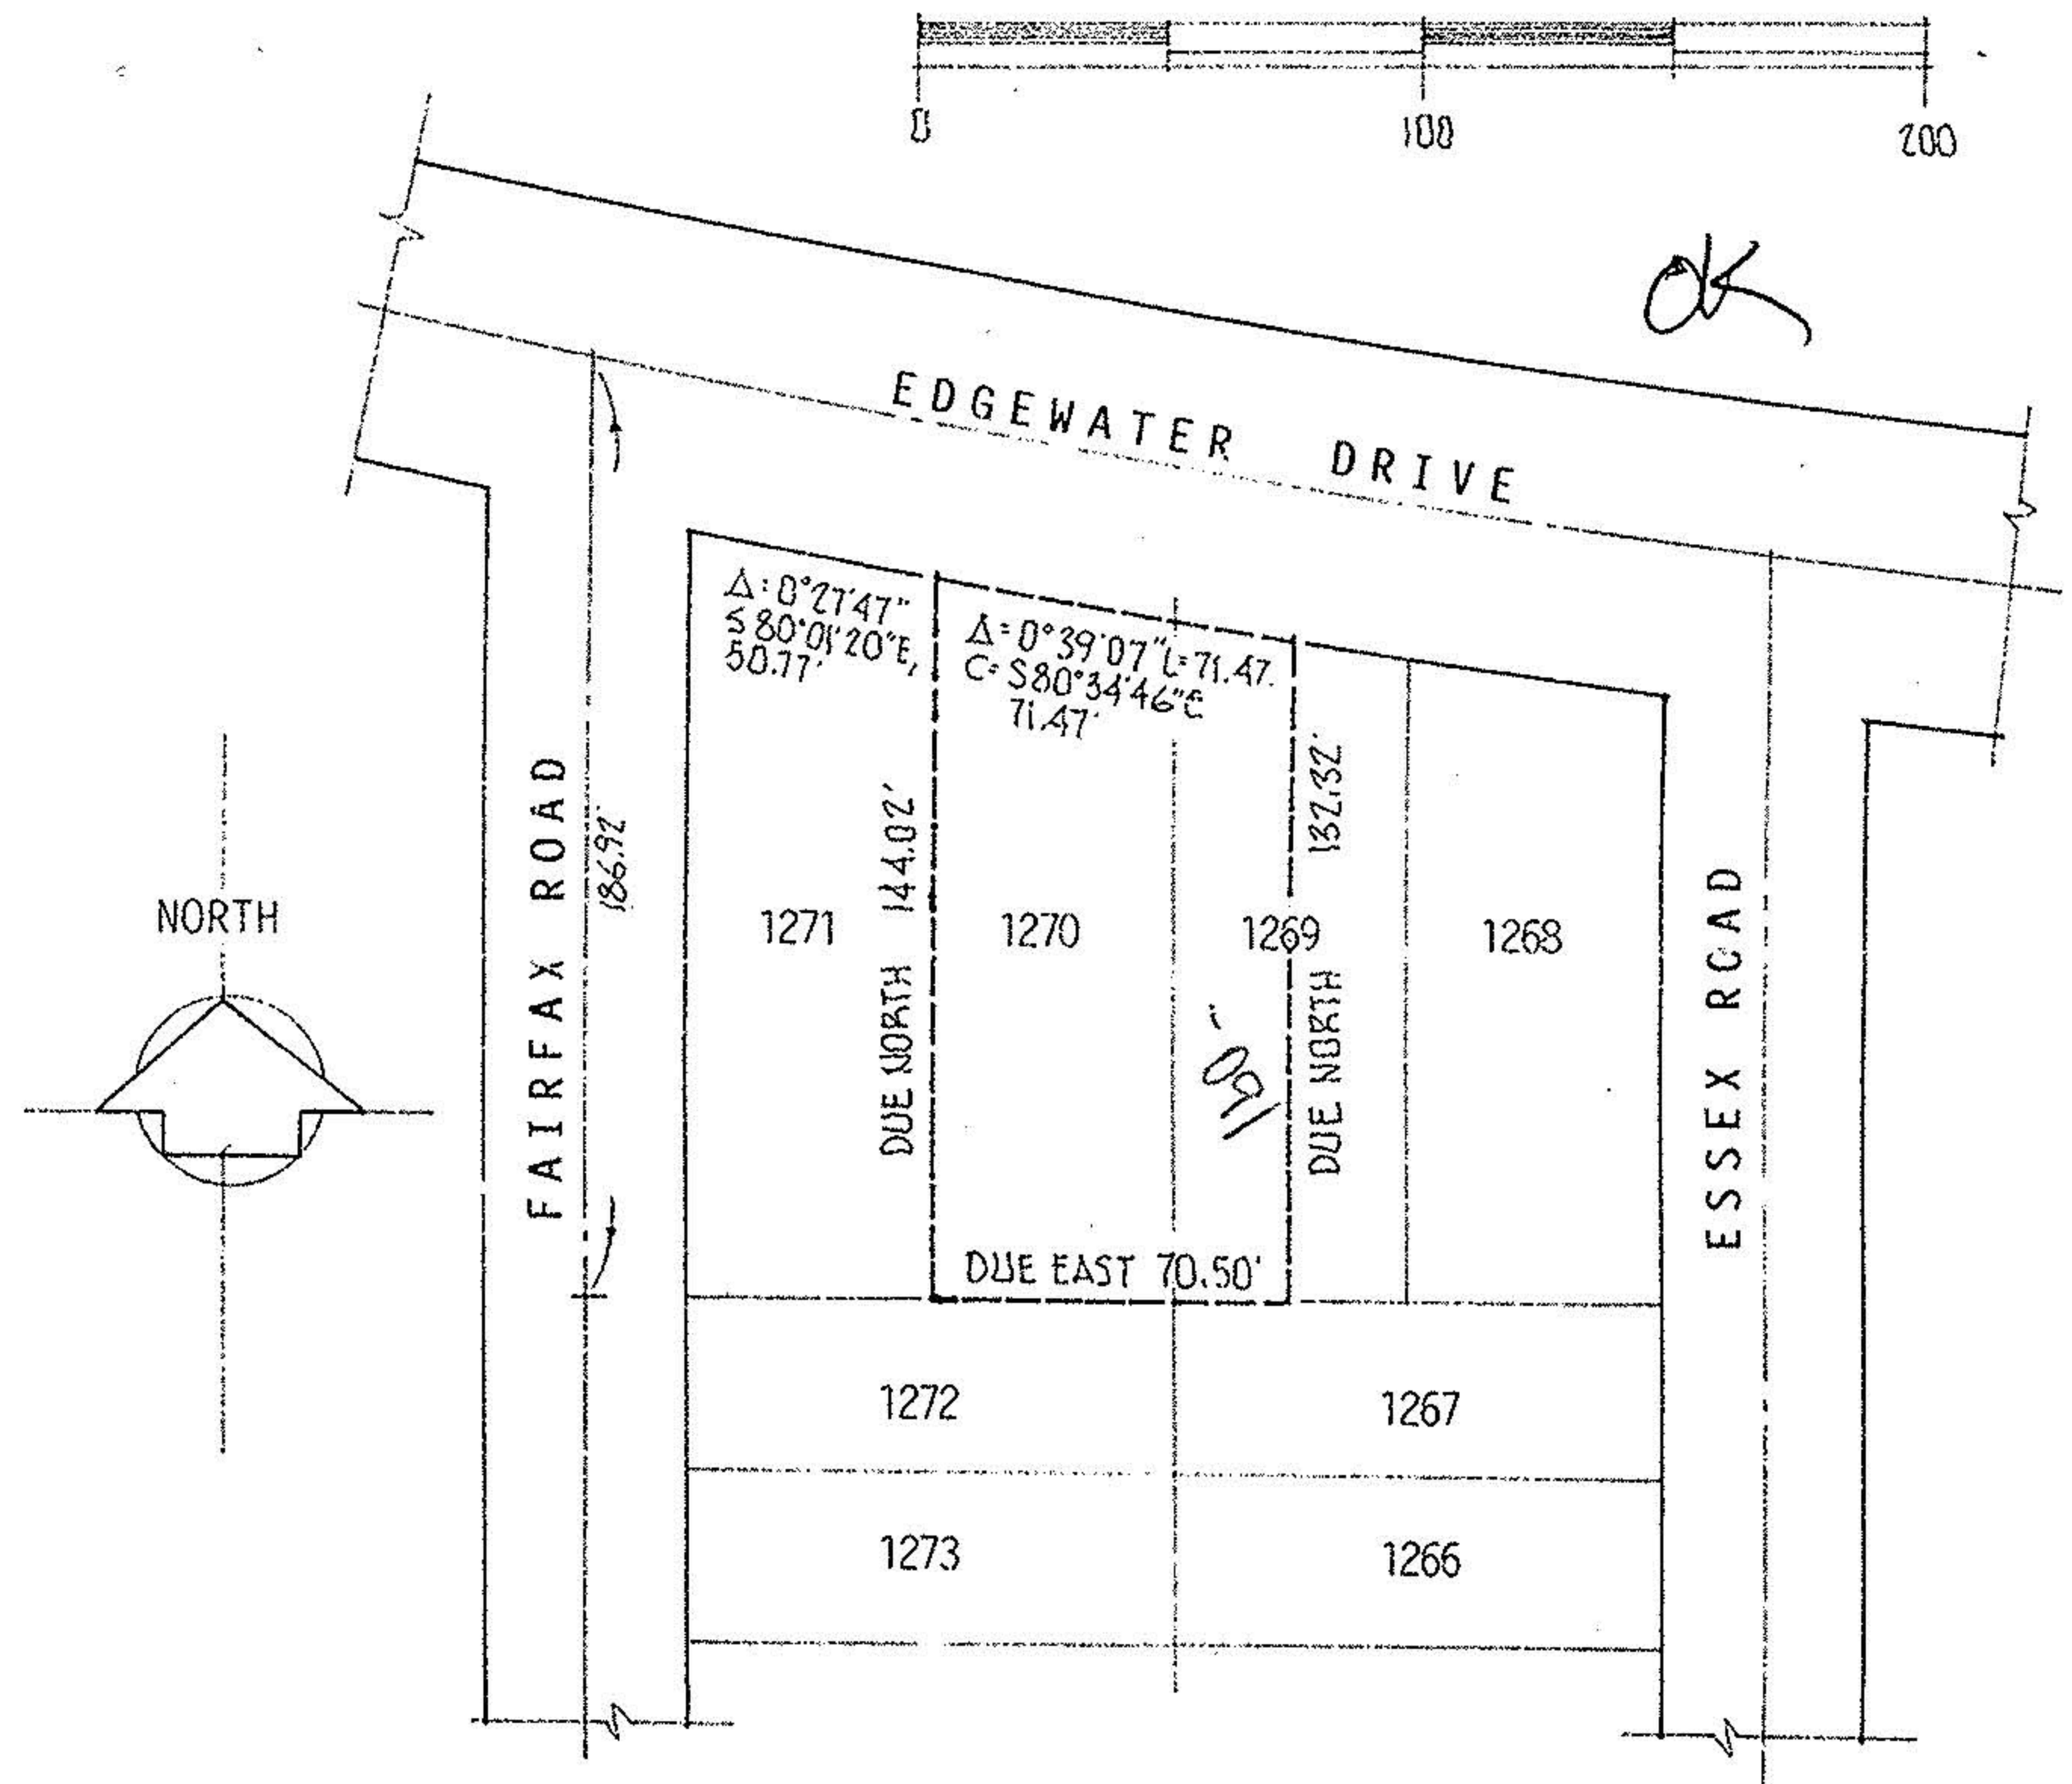 0 100 200
OK
EDGEWATER DRIVE
Δ=0°27'47"
S80°01'20"E,
50.77'
Δ=0°39'07" L=71.47.
C=S80°34'46"E
71.47'
FAIRFAX ROAD
186.92'
NORTH
DUE NORTH 144.02'
DUE NORTH 132.32'
1271
1270
1269
1268
ESSEX ROAD
DUE EAST 70.50'
1272
1267
1273
1266